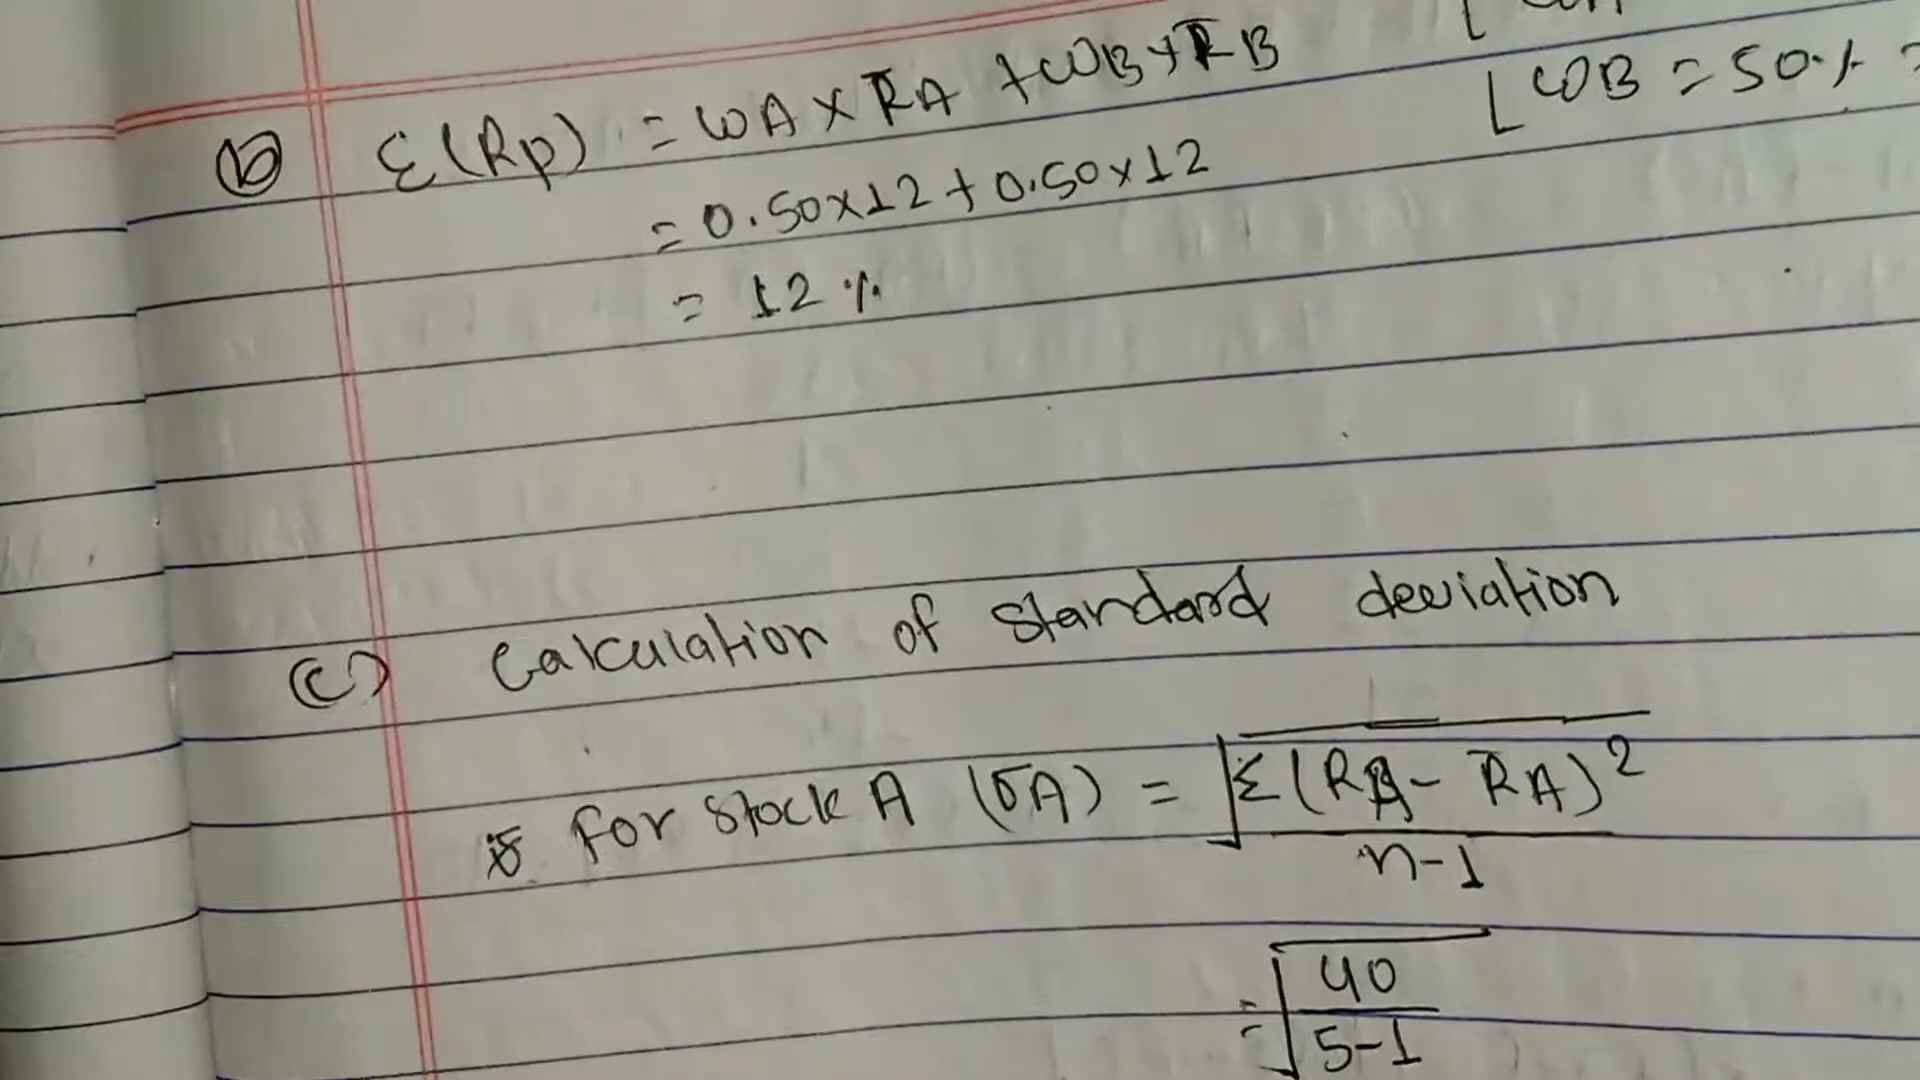 (b) Σ(Rp) = WA × R̅A + WB × R̅B [WB = 50%
= 0.50×12 + 0.50×12
= 12 %
(C) Calculation of Standard deviation
For Stock A (σA) = √Σ(RA - R̅A)²
n-1
= √40
5-1